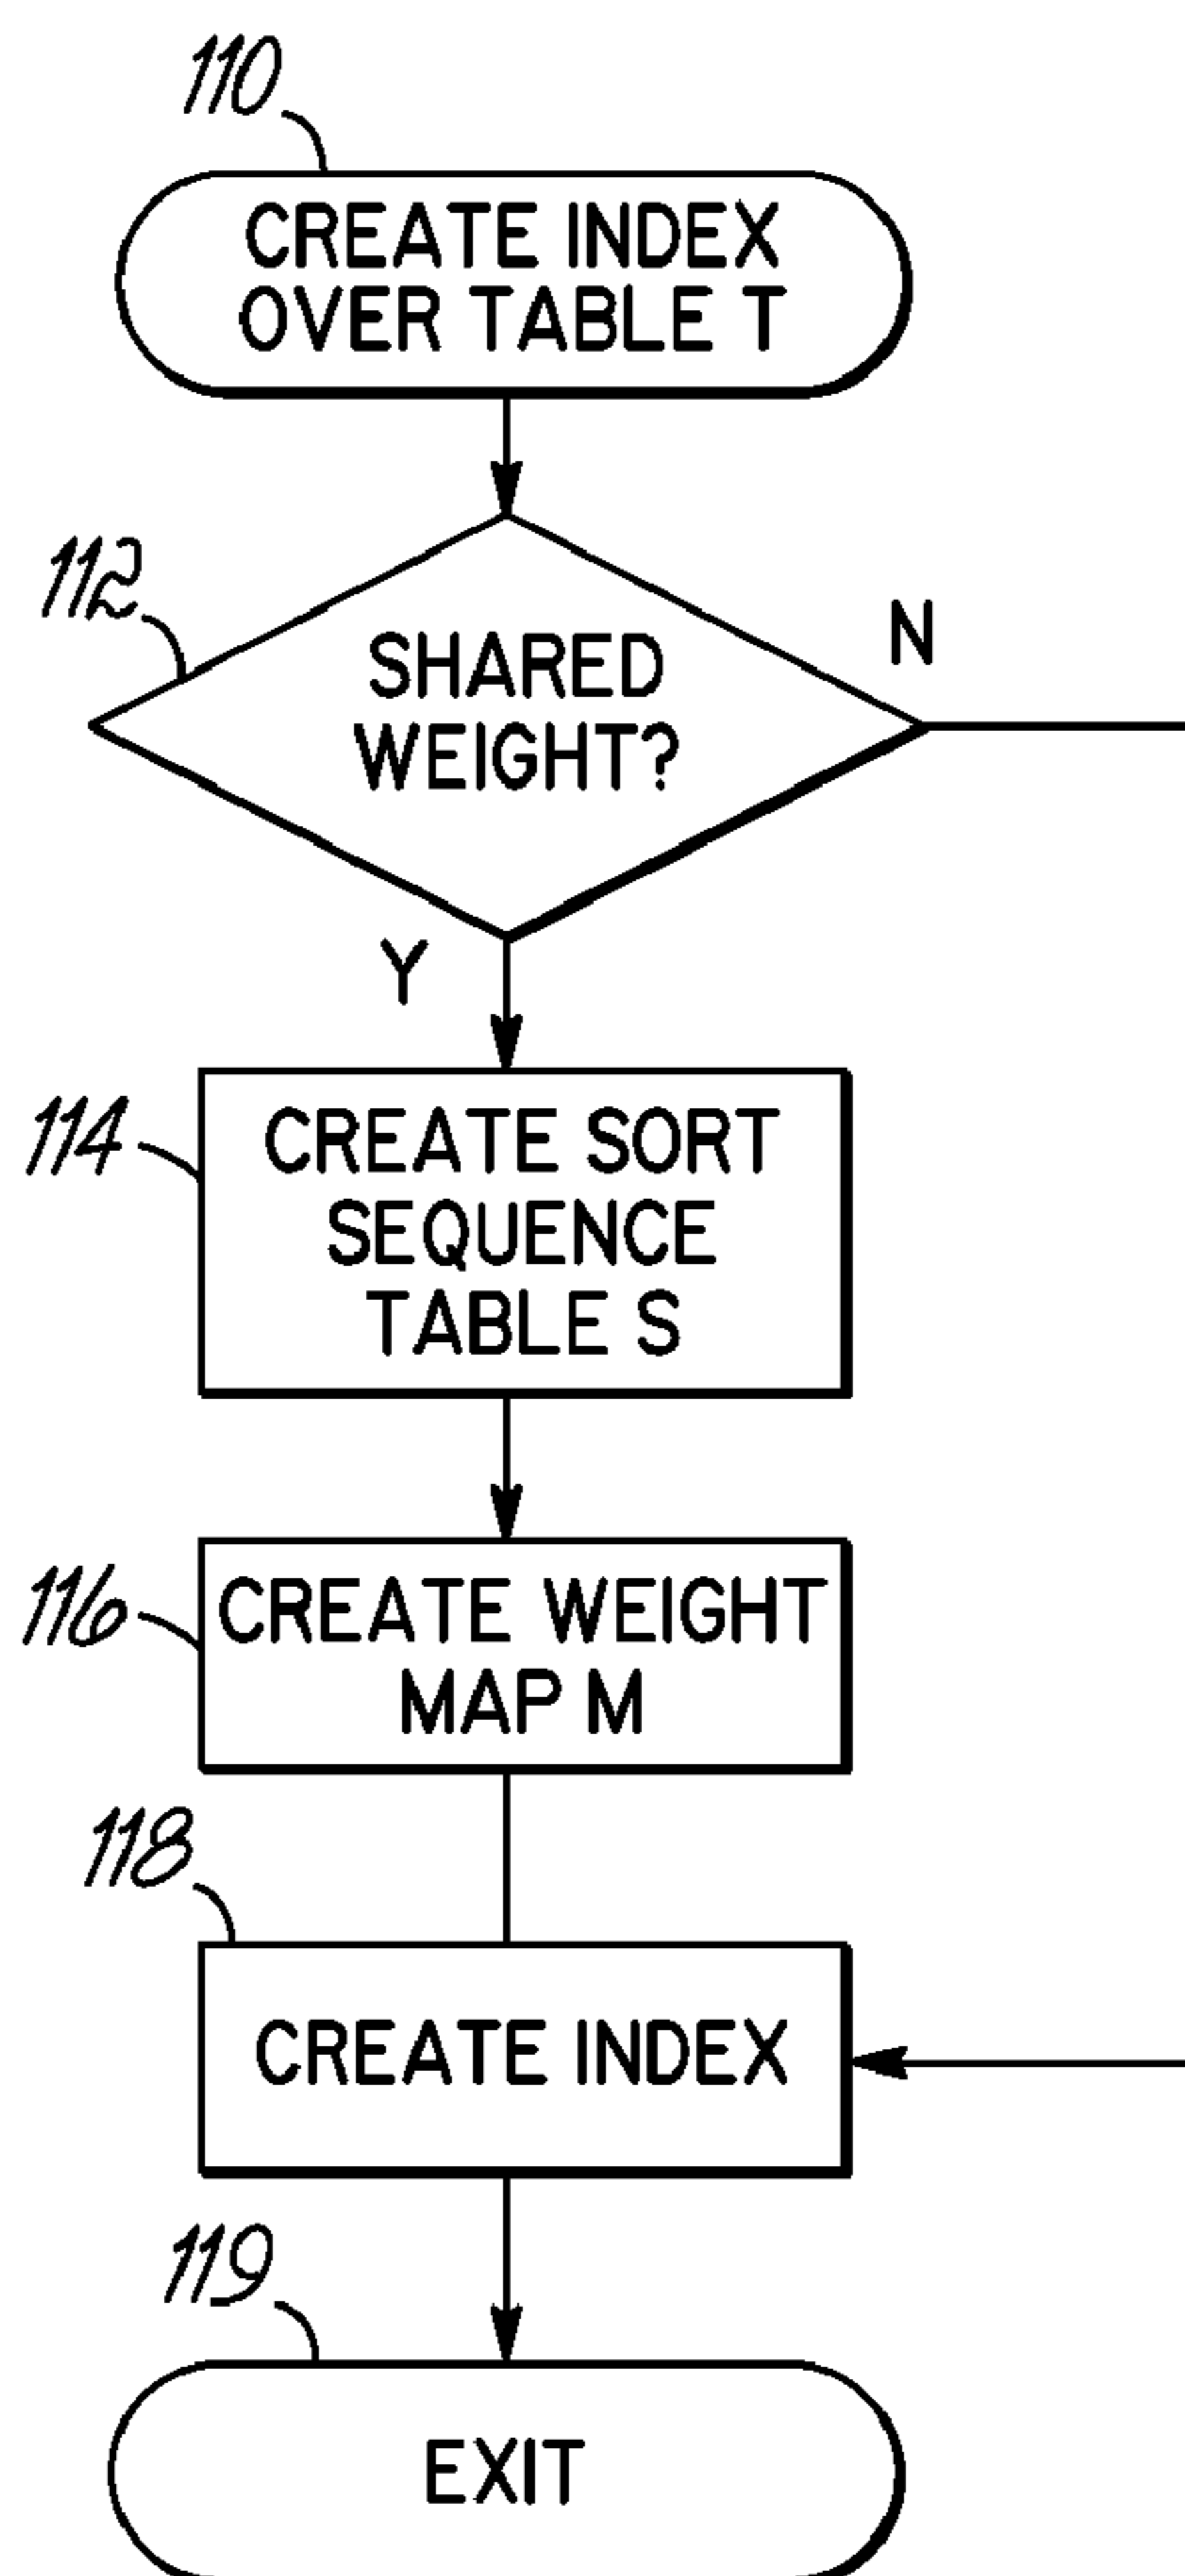 110
CREATE INDEX
OVER TABLE T
112
SHARED
WEIGHT?
N
Y
114
CREATE SORT
SEQUENCE
TABLE S
116
CREATE WEIGHT
MAP M
118
CREATE INDEX
119
EXIT